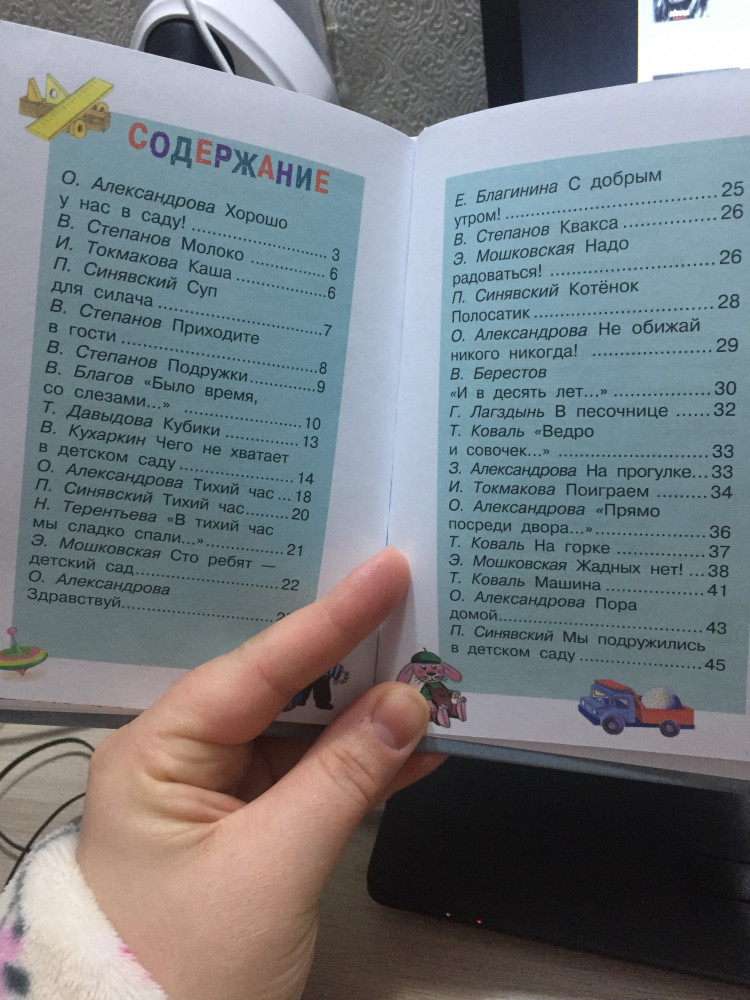 СОДЕРЖАНИЕ
О. Александрова Хорошо
у нас в саду! ........................ 3
В. Степанов Молоко ............. 6
И. Токмакова Каша ...............6
П. Синявский Суп
для силача ..........................7
В. Степанов Приходите
в гости ...............................8
В. Степанов Подружки...........9
В. Благов «Было время,
со слезами...» .................... 10
Т. Давыдова Кубики ............. 13
В. Кухаркин Чего не хватает
в детском саду .................. 14
О. Александрова Тихий час ... 18
П. Синявский Тихий час........ 20
Н. Терентьева «В тихий час
мы сладко спали...».............. 21
Э. Мошковская Сто ребят —
детский сад........................ 22
О. Александрова
Здравствуй..........................
Е. Благинина С добрым
утром! ................................ 25
В. Степанов Квакса ............... 26
Э. Мошковская Надо
радоваться! ......................... 26
П. Синявский Котёнок
Полосатик ........................... 28
О. Александрова Не обижай
никого никогда! .................. 29
В. Берестов
«И в десять лет...» ............... 30
Г. Лагздынь В песочнице ...... 32
Т. Коваль «Ведро
и совочек...» ....................... 33
З. Александрова На прогулке... 33
И. Токмакова Поиграем ........ 34
О. Александрова «Прямо
посреди двора...».................. 36
Т. Коваль На горке ............... 37
Э. Мошковская Жадных нет! ... 38
Т. Коваль Машина ................ 41
О. Александрова Пора
домой.................................. 43
П. Синявский Мы подружились
в детском саду .................... 45